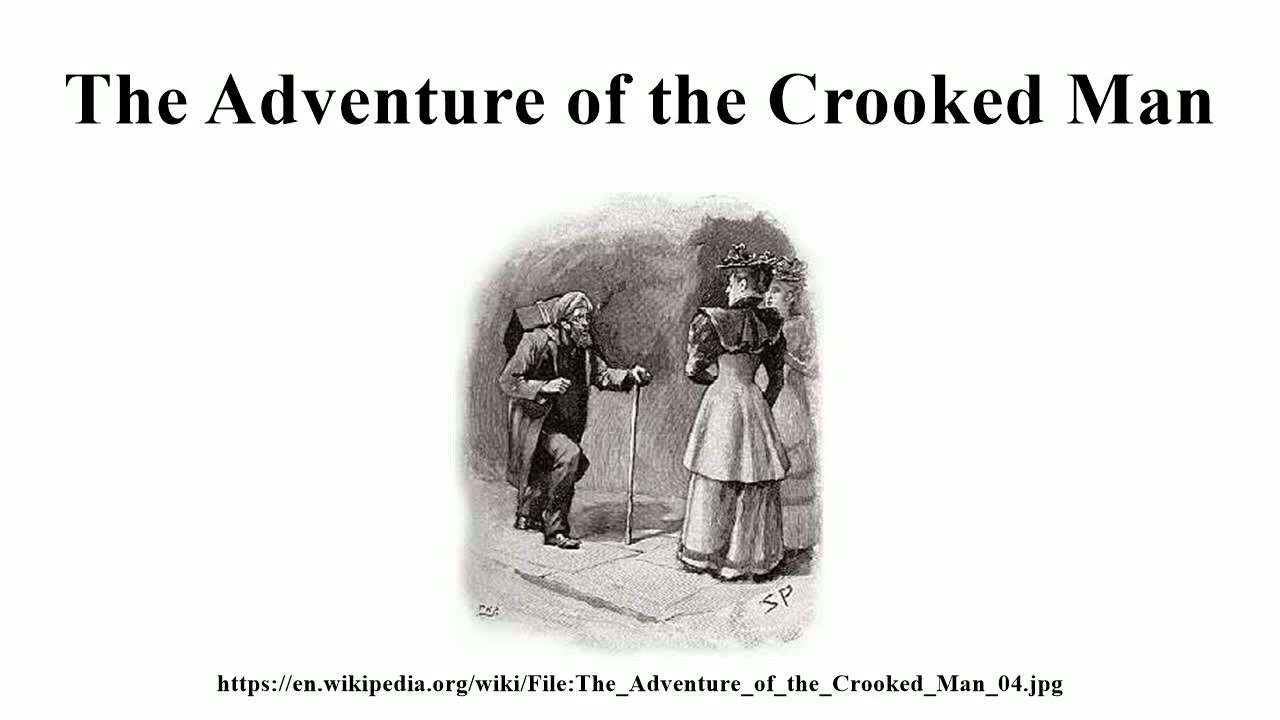 The Adventure of the Crooked Man
SP
https://en.wikipedia.org/wiki/File:The_Adventure_of_the_Crooked_Man_04.jpg